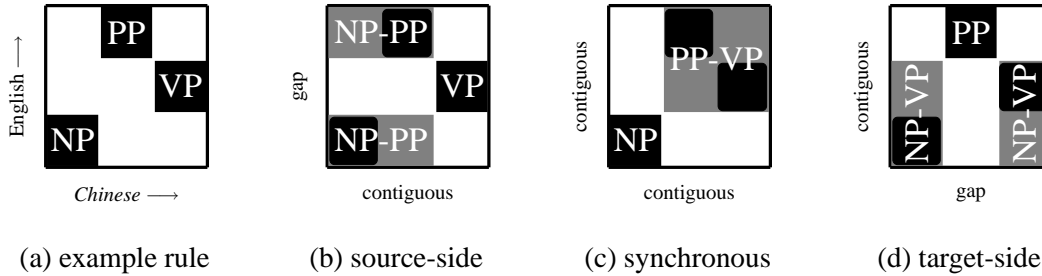 English ⟶
PP
VP
NP
Chinese ⟶
(a) example rule
gap
NP-PP
VP
NP-PP
contiguous
(b) source-side
contiguous
PP-VP
NP
contiguous
(c) synchronous
contiguous
PP
NP-VP
NP-VP
gap
(d) target-side